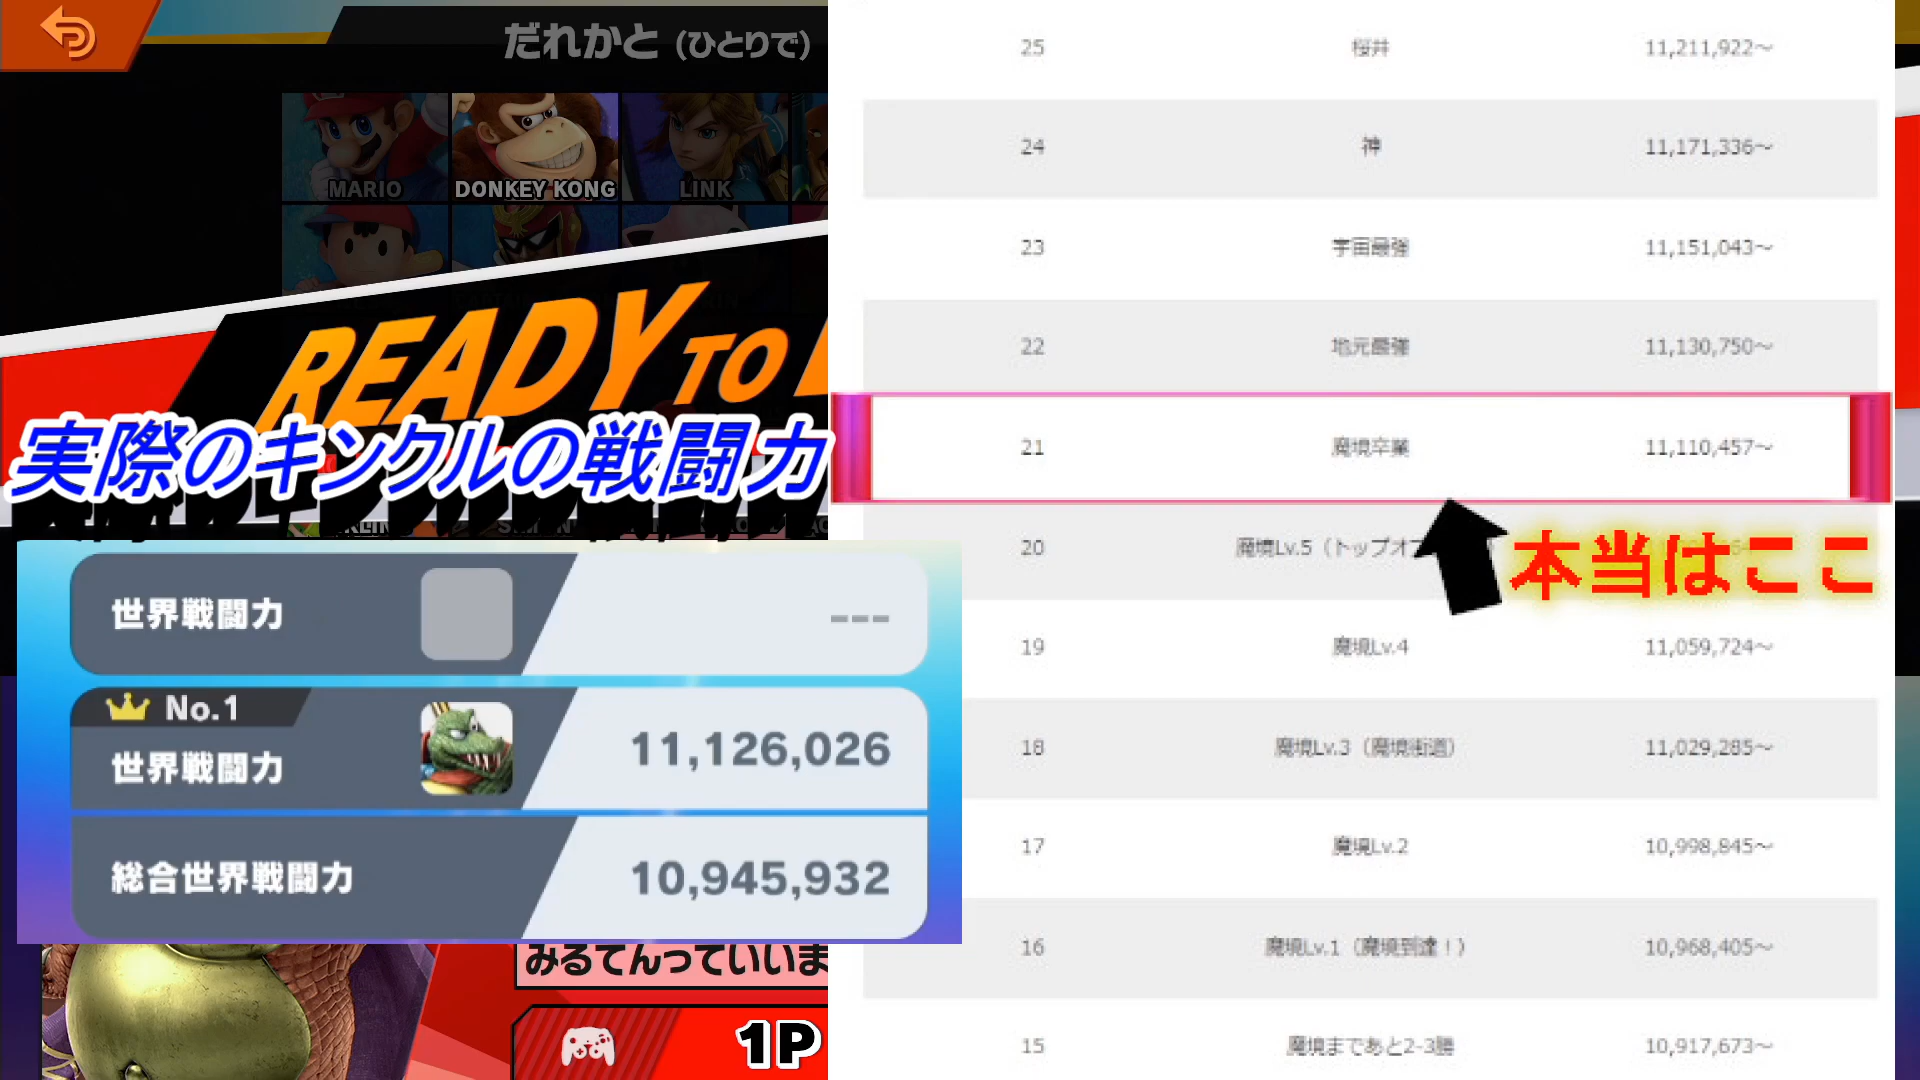 だれかと (ひとりで)
MARIO
DONKEY KONG
LINK
READY TO
実際のキンクルの戦闘力
世界戦闘力
---
No.1
世界戦闘力
11,126,026
総合世界戦闘力
10,945,932
みるてんっていいま
1P
25 桜井 11,211,922～
24 神 11,171,336～
23 宇宙最強 11,151,043～
22 地元最強 11,130,750～
21 魔境卒業 11,110,457～
20 魔境Lv.5（トップオブ
本当はここ
19 魔境Lv.4 11,059,724～
18 魔境Lv.3（魔境街道） 11,029,285～
17 魔境Lv.2 10,998,845～
16 魔境Lv.1（魔境到達！） 10,968,405～
15 魔境まであと2-3勝 10,917,673～